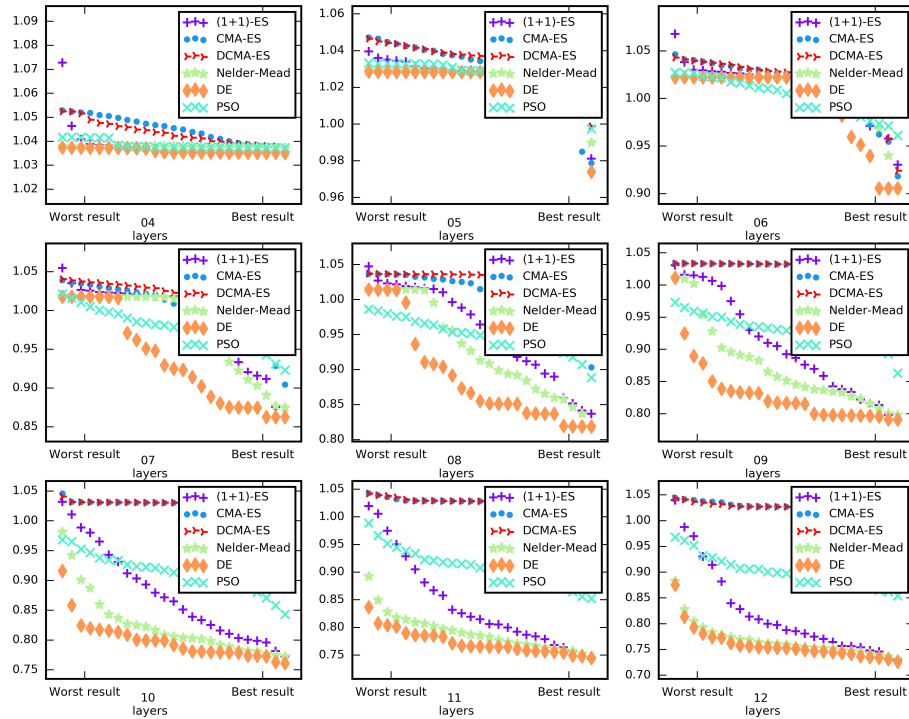 1.09
1.08
1.07
1.06
1.05
1.04
1.03
1.02
(1+1)-ES
CMA-ES
DCMA-ES
Nelder-Mead
DE
PSO
Worst result
Best result
04
layers
1.06
1.04
1.02
1.00
0.98
0.96
(1+1)-ES
CMA-ES
DCMA-ES
Nelder-Mead
DE
PSO
Worst result
Best result
05
layers
1.05
1.00
0.95
0.90
(1+1)-ES
CMA-ES
DCMA-ES
Nelder-Mead
DE
PSO
Worst result
Best result
06
layers
1.05
1.00
0.95
0.90
0.85
(1+1)-ES
CMA-ES
DCMA-ES
Nelder-Mead
DE
PSO
Worst result
Best result
07
layers
1.05
1.00
0.95
0.90
0.85
0.80
(1+1)-ES
CMA-ES
DCMA-ES
Nelder-Mead
DE
PSO
Worst result
Best result
08
layers
1.05
1.00
0.95
0.90
0.85
0.80
(1+1)-ES
CMA-ES
DCMA-ES
Nelder-Mead
DE
PSO
Worst result
Best result
09
layers
1.05
1.00
0.95
0.90
0.85
0.80
0.75
(1+1)-ES
CMA-ES
DCMA-ES
Nelder-Mead
DE
PSO
Worst result
Best result
10
layers
1.05
1.00
0.95
0.90
0.85
0.80
0.75
(1+1)-ES
CMA-ES
DCMA-ES
Nelder-Mead
DE
PSO
Worst result
Best result
11
layers
1.05
1.00
0.95
0.90
0.85
0.80
0.75
0.70
(1+1)-ES
CMA-ES
DCMA-ES
Nelder-Mead
DE
PSO
Worst result
Best result
12
layers